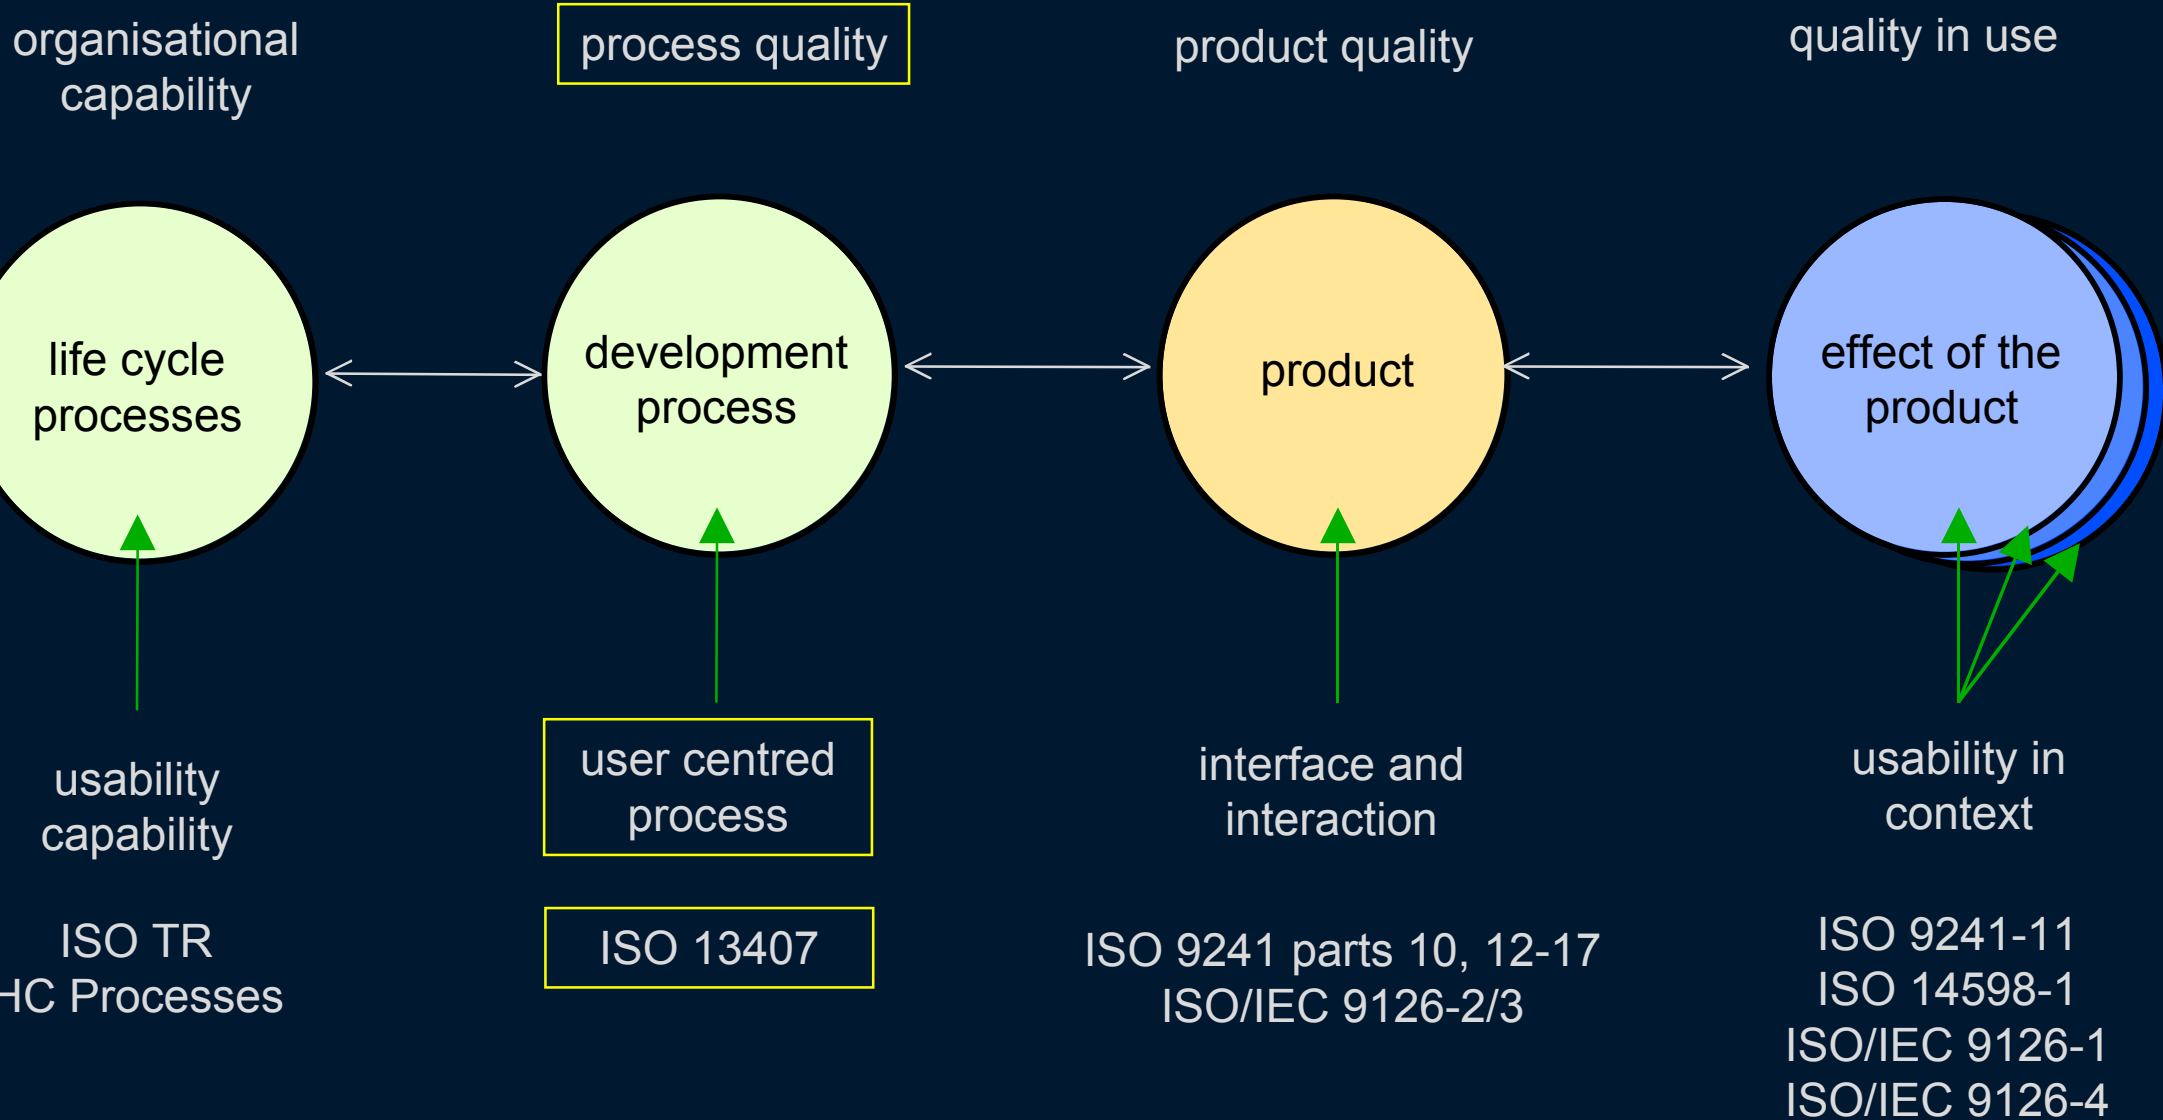 organisational
capability
process quality
product quality
quality in use
life cycle
processes
development
process
product
effect of the
product
usability
capability
user centred
process
interface and
interaction
usability in
context
ISO TR
HC Processes
ISO 13407
ISO 9241 parts 10, 12-17
ISO/IEC 9126-2/3
ISO 9241-11
ISO 14598-1
ISO/IEC 9126-1
ISO/IEC 9126-4